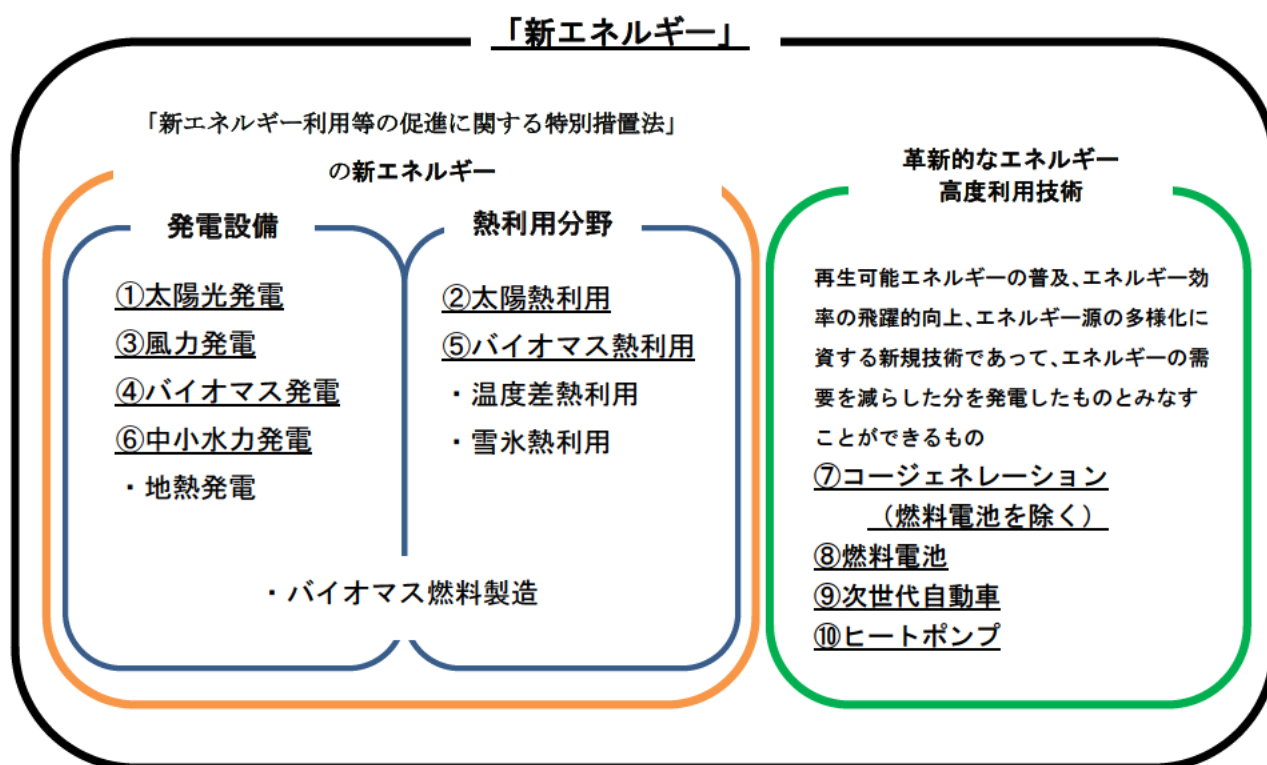 「新エネルギー」
「新エネルギー利用等の促進に関する特別措置法」
の新エネルギー
発電設備
①太陽光発電
③風力発電
④バイオマス発電
⑥中小水力発電
・地熱発電
熱利用分野
②太陽熱利用
⑤バイオマス熱利用
・温度差熱利用
・雪氷熱利用
・バイオマス燃料製造
革新的なエネルギー
高度利用技術
再生可能エネルギーの普及、エネルギー効
率の飛躍的向上、エネルギー源の多様化に
資する新規技術であって、エネルギーの需
要を減らした分を発電したものとみなす
ことができるもの
⑦コージェネレーション
（燃料電池を除く）
⑧燃料電池
⑨次世代自動車
⑩ヒートポンプ